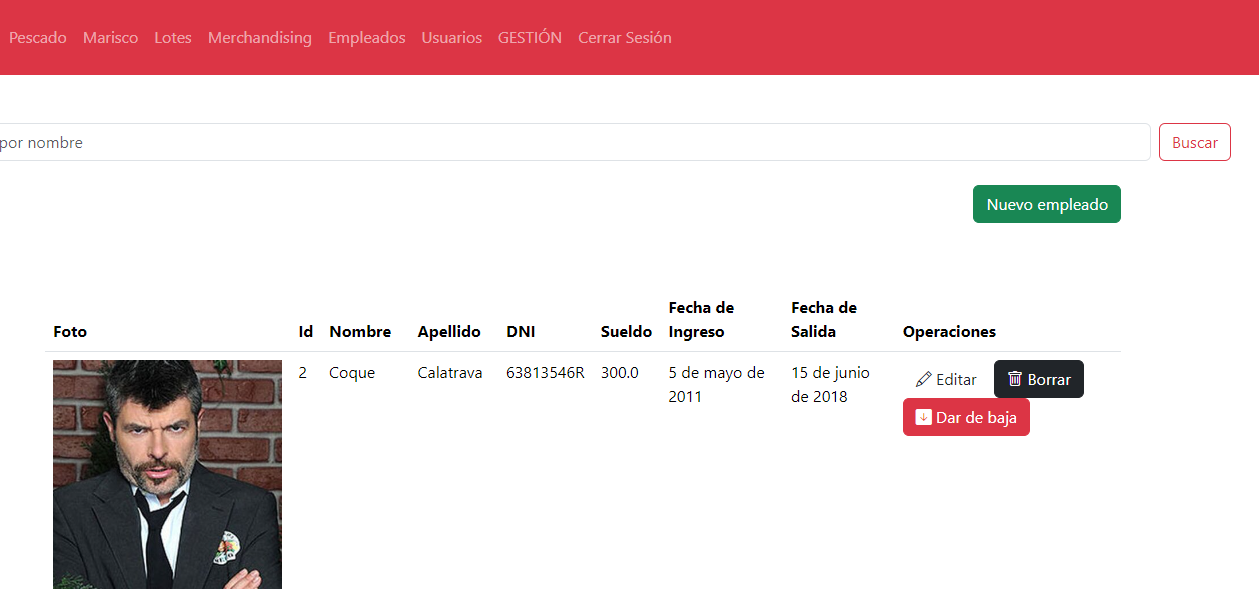 Pescado Marisco Lotes Merchandising Empleados Usuarios GESTIÓN Cerrar Sesión
por nombre Buscar
Nuevo empleado
Foto Id Nombre Apellido DNI Sueldo Fecha de Ingreso Fecha de Salida Operaciones
2 Coque Calatrava 63813546R 300.0 5 de mayo de 2011 15 de junio de 2018 Editar Borrar
Dar de baja